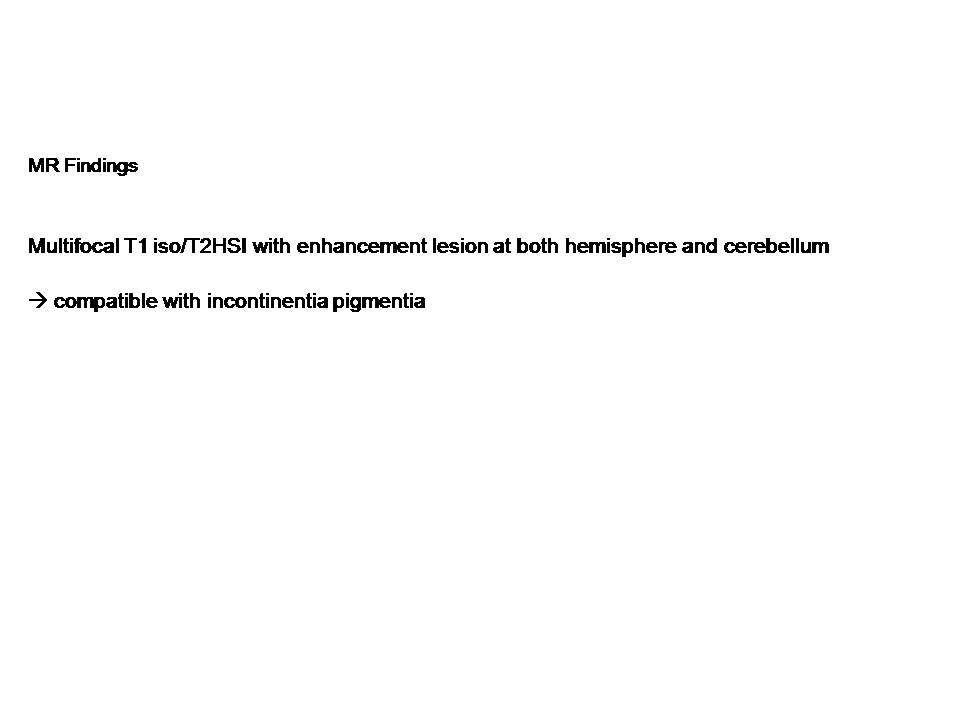 MR Findings
Multifocal T1 iso/T2HSI with enhancement lesion at both hemisphere and cerebellum
→ compatible with incontinentia pigmentia